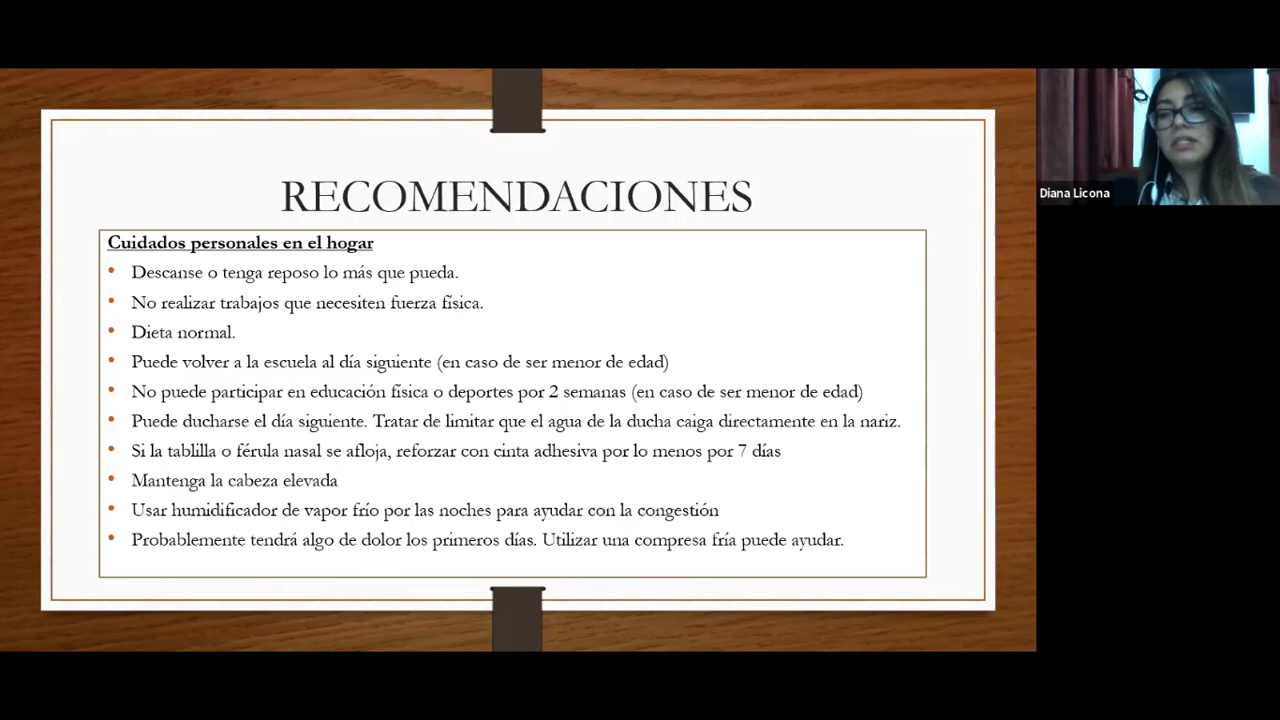 RECOMENDACIONES
Cuidados personales en el hogar
• Descanse o tenga reposo lo más que pueda.
• No realizar trabajos que necesiten fuerza física.
• Dieta normal.
• Puede volver a la escuela al día siguiente (en caso de ser menor de edad)
• No puede participar en educación física o deportes por 2 semanas (en caso de ser menor de edad)
• Puede ducharse el día siguiente. Tratar de limitar que el agua de la ducha caiga directamente en la nariz.
• Si la tablilla o férula nasal se afloja, reforzar con cinta adhesiva por lo menos por 7 días
• Mantenga la cabeza elevada
• Usar humidificador de vapor frío por las noches para ayudar con la congestión
• Probablemente tendrá algo de dolor los primeros días. Utilizar una compresa fría puede ayudar.
Diana Licona